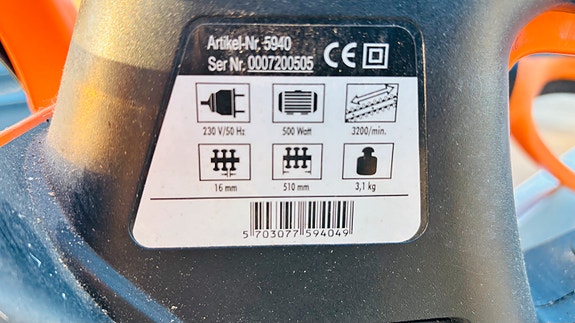 Artikel-Nr. 5940
Ser Nr. 0007200505
CE
230 V/50 Hz
500 Watt
3200/min.
16 mm
510 mm
3,1 kg
5 703077 594049